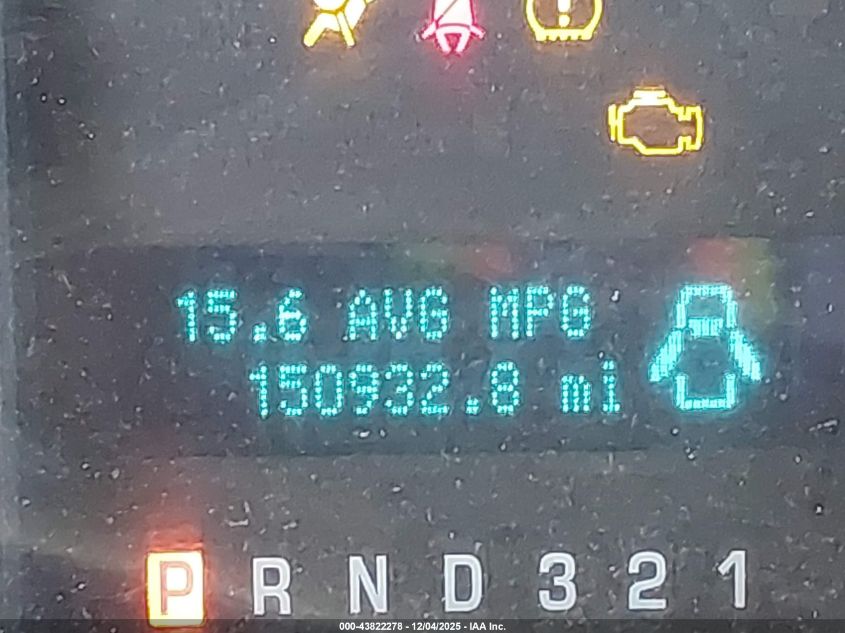 !
15.6 AVG MPG
150932.8 mi
P R N D 3 2 1
000-43822278 - 12/04/2025 - IAA Inc.